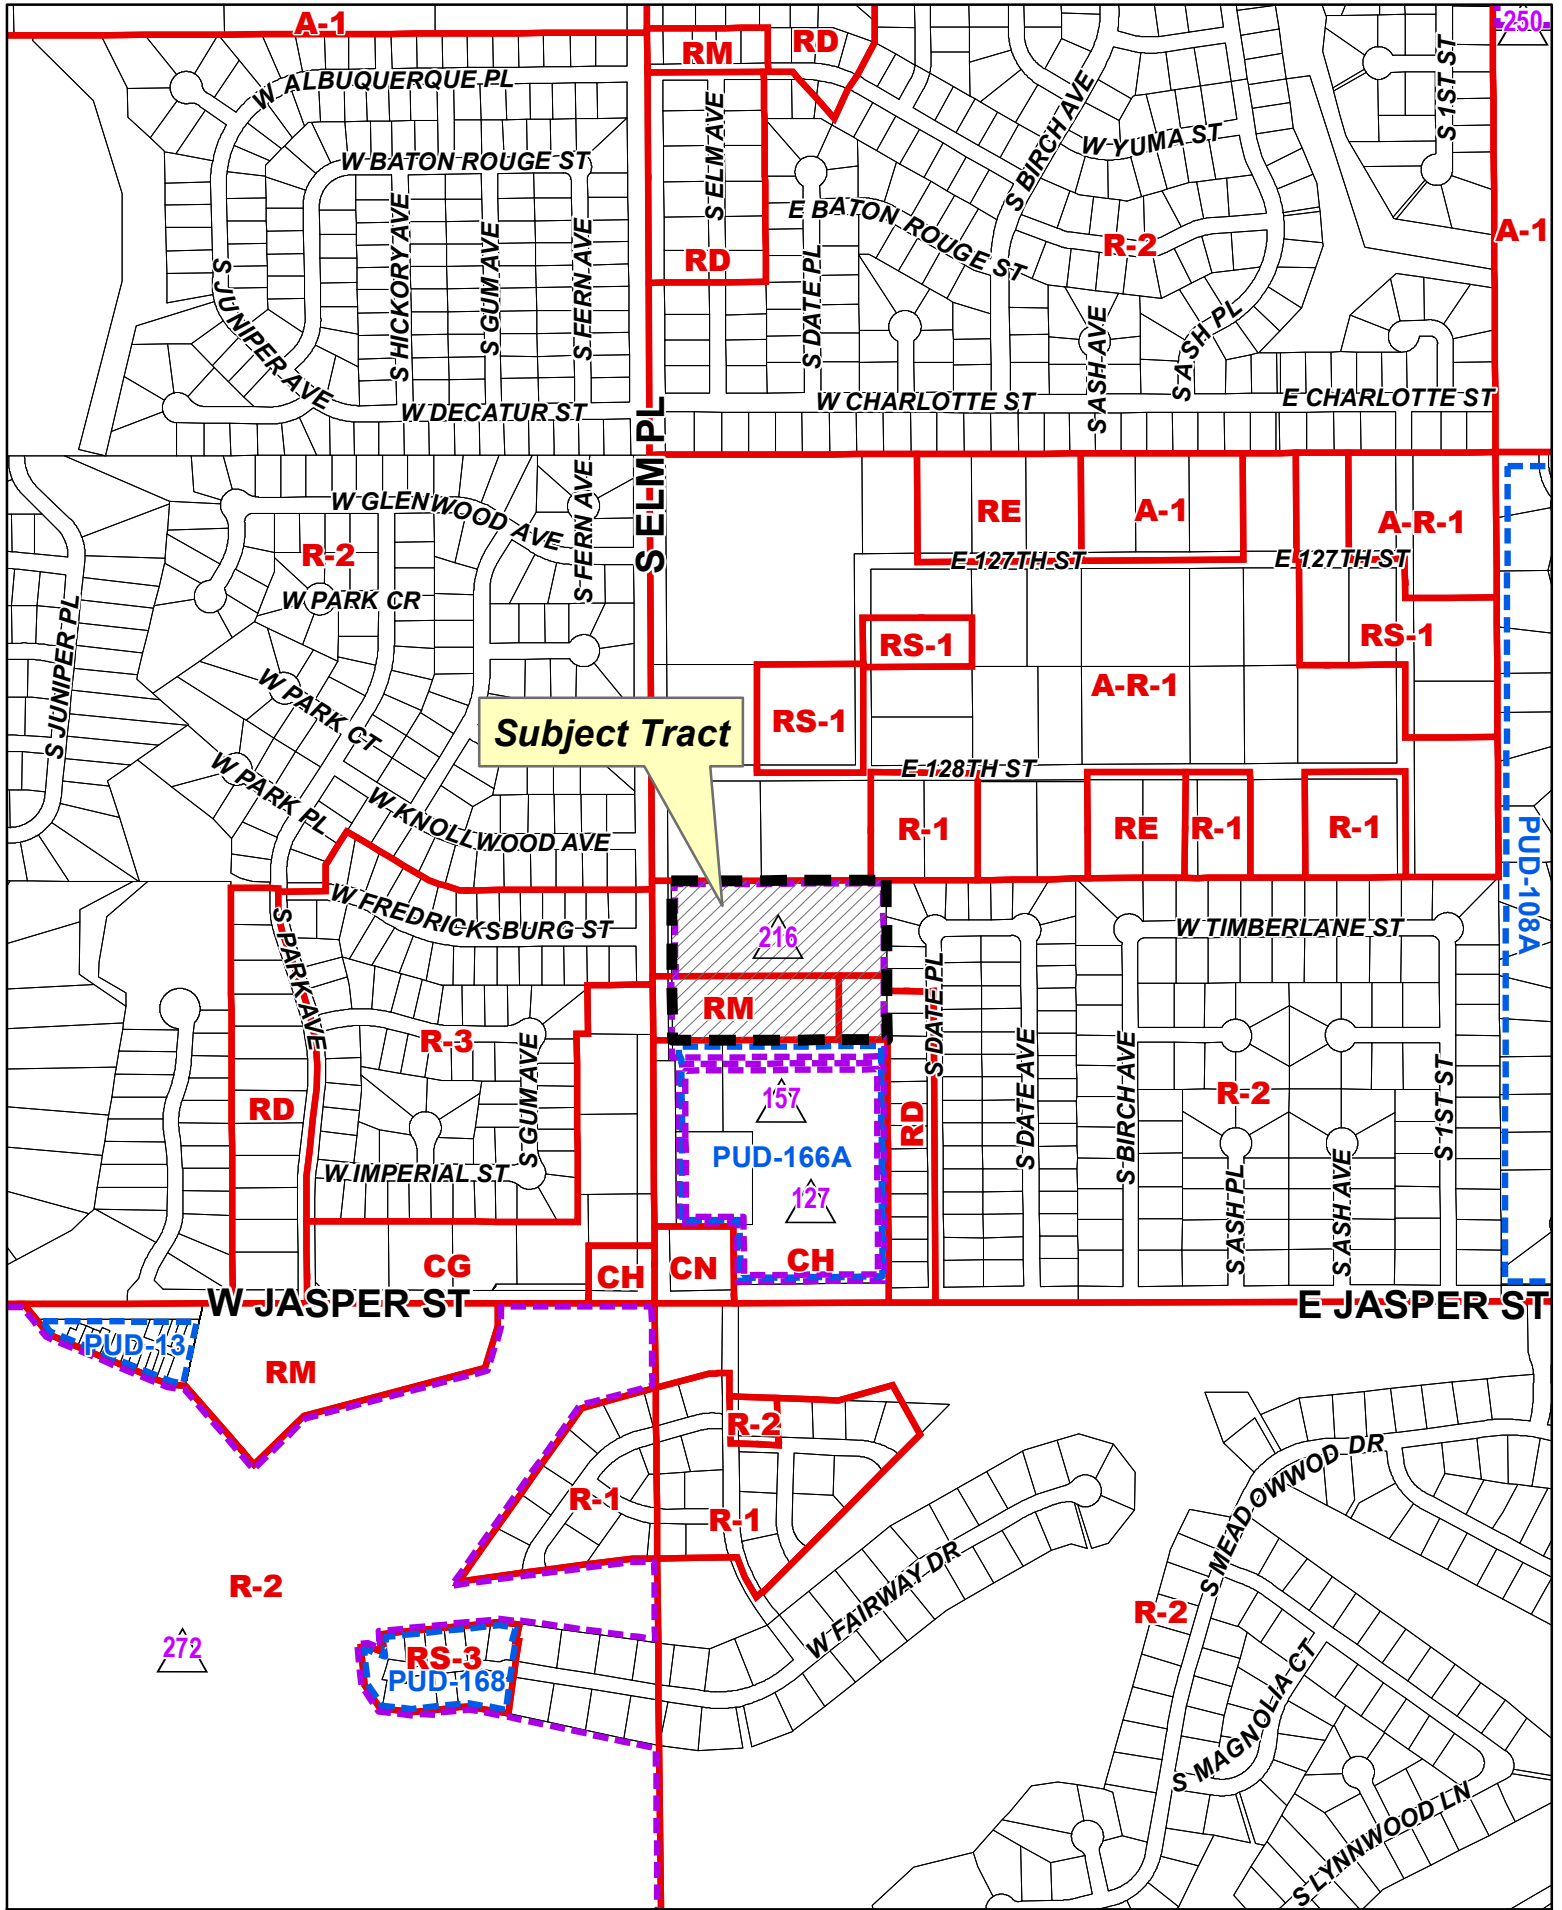 A-1
RM
RD
250
W ALBUQUERQUE PL
S 1ST ST
S ELM AVE
S BIRCH AVE
W YUMA ST
W BATON ROUGE ST
E BATON ROUGE ST
R-2
A-1
S HICKORY AVE
S GUM AVE
S FERN AVE
RD
S DATE PL
S JUNIPER AVE
S ASH AVE
S ASH PL
W DECATUR ST
W CHARLOTTE ST
E CHARLOTTE ST
S ELM PL
W GLENWOOD AVE
S FERN AVE
RE
A-1
A-R-1
R-2
E 127TH ST
E 127TH ST
W PARK CR
S JUNIPER PL
RS-1
RS-1
A-R-1
W PARK CT
RS-1
Subject Tract
W PARK PL
E 128TH ST
W KNOLLWOOD AVE
R-1
RE
R-1
R-1
PUD-108A
W FREDRICKSBURG ST
S PARK AVE
216
W TIMBERLANE ST
S DATE PL
RM
R-3
S GUM AVE
S DATE AVE
S BIRCH AVE
S 1ST ST
RD
157
RD
R-2
PUD-166A
W IMPERIAL ST
127
S ASH PL
S ASH AVE
CG
CH
CN
CH
W JASPER ST
E JASPER ST
PUD-13
RM
R-2
S MEADOWWOD DR
R-1
R-1
W FAIRWAY DR
R-2
R-2
272
RS-3
PUD-168
S MAGNOLIA CT
S LYNNWOOD LN